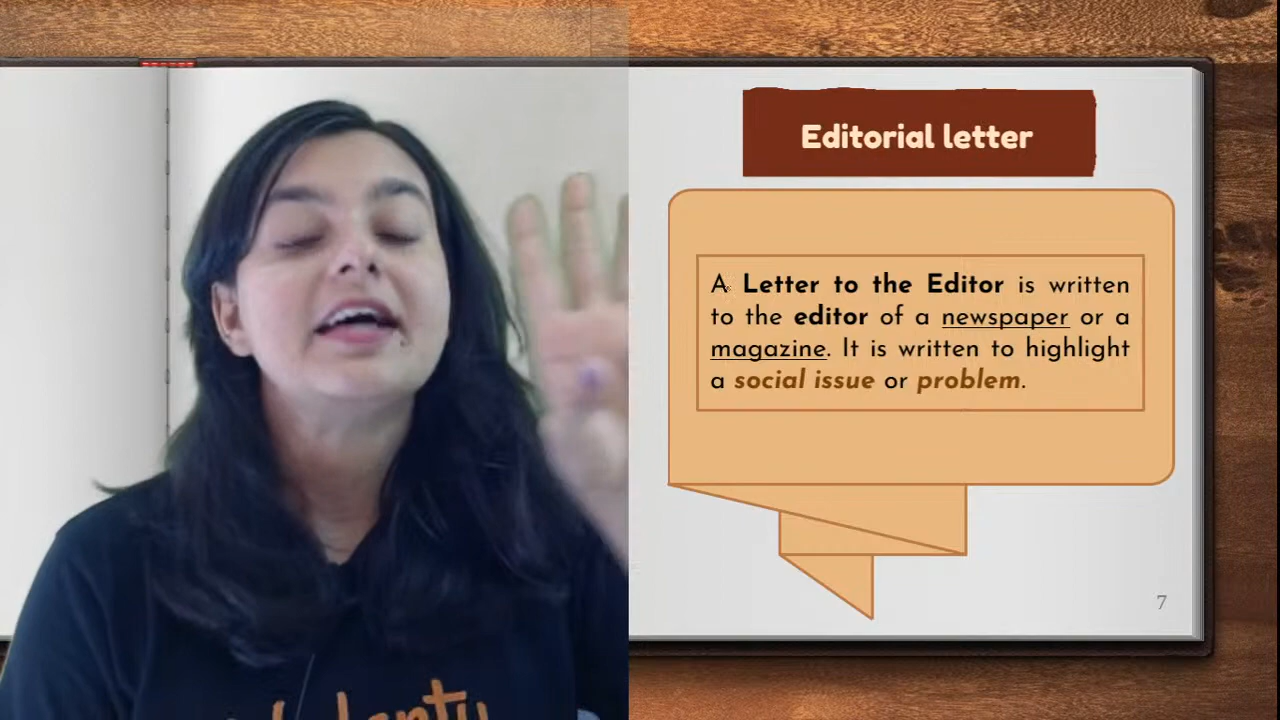 Editorial letter
A Letter to the Editor is written
to the editor of a newspaper or a
magazine. It is written to highlight
a social issue or problem.
7